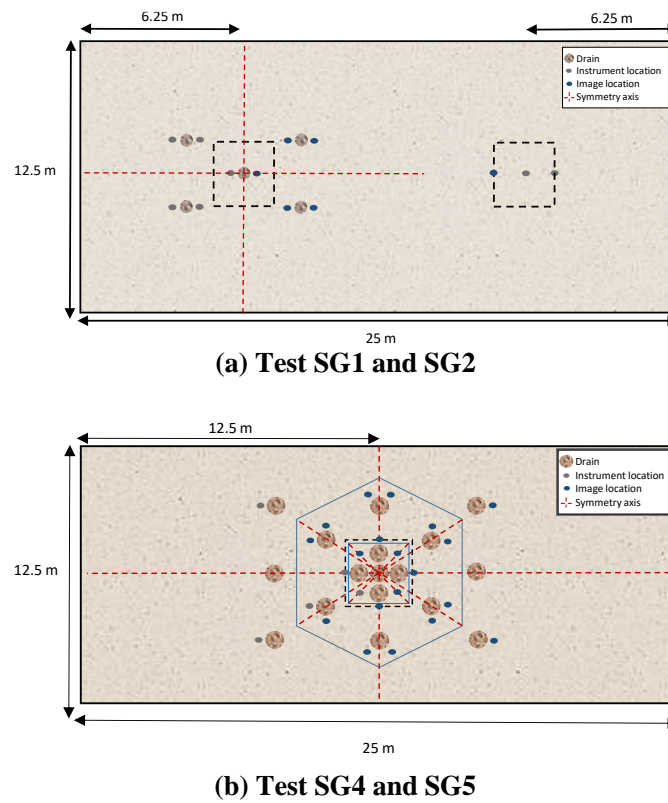 6.25 m
6.25 m
Drain
Instrument location
Image location
Symmetry axis
12.5 m
25 m
(a) Test SG1 and SG2
12.5 m
Drain
Instrument location
Image location
Symmetry axis
12.5 m
25 m
(b) Test SG4 and SG5